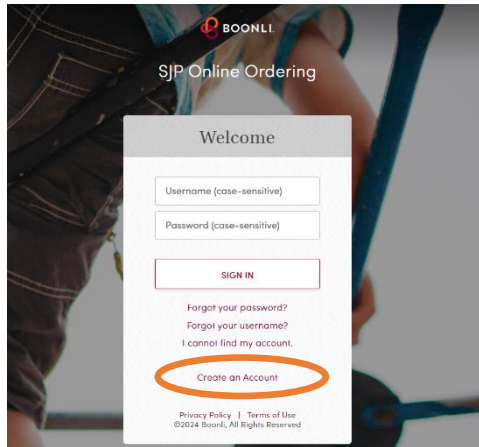 BOONLI
SJP Online Ordering
Welcome
Username (case-sensitive)
Password (case-sensitive)
SIGN IN
Forgot your password?
Forgot your username?
I cannot find my account.
Create an Account
Privacy Policy | Terms of Use
©2024 Boonli, All Rights Reserved